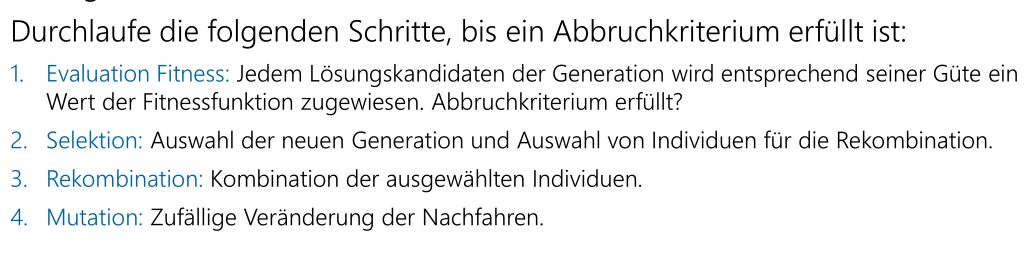 Durchlaufe die folgenden Schritte, bis ein Abbruchkriterium erfüllt ist:
1. Evaluation Fitness: Jedem Lösungskandidaten der Generation wird entsprechend seiner Güte ein
Wert der Fitnessfunktion zugewiesen. Abbruchkriterium erfüllt?
2. Selektion: Auswahl der neuen Generation und Auswahl von Individuen für die Rekombination.
3. Rekombination: Kombination der ausgewählten Individuen.
4. Mutation: Zufällige Veränderung der Nachfahren.